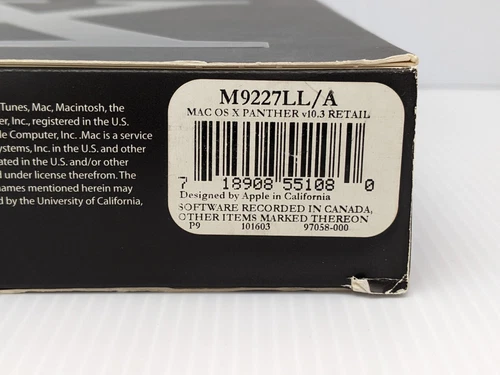 Tunes, Mac, Macintosh, the
er, Inc., registered in the U.S.
le Computer, Inc. .Mac is a service
ystems, Inc. in the U.S. and other
ated in the U.S. and/or other
d under license therefrom. The
names mentioned herein may
d by the University of California,
M9227LL/A
MAC OS X PANTHER v10.3 RETAIL
7 18908 55108 0
Designed by Apple in California
SOFTWARE RECORDED IN CANADA,
OTHER ITEMS MARKED THEREON
P9 101603 97058-000